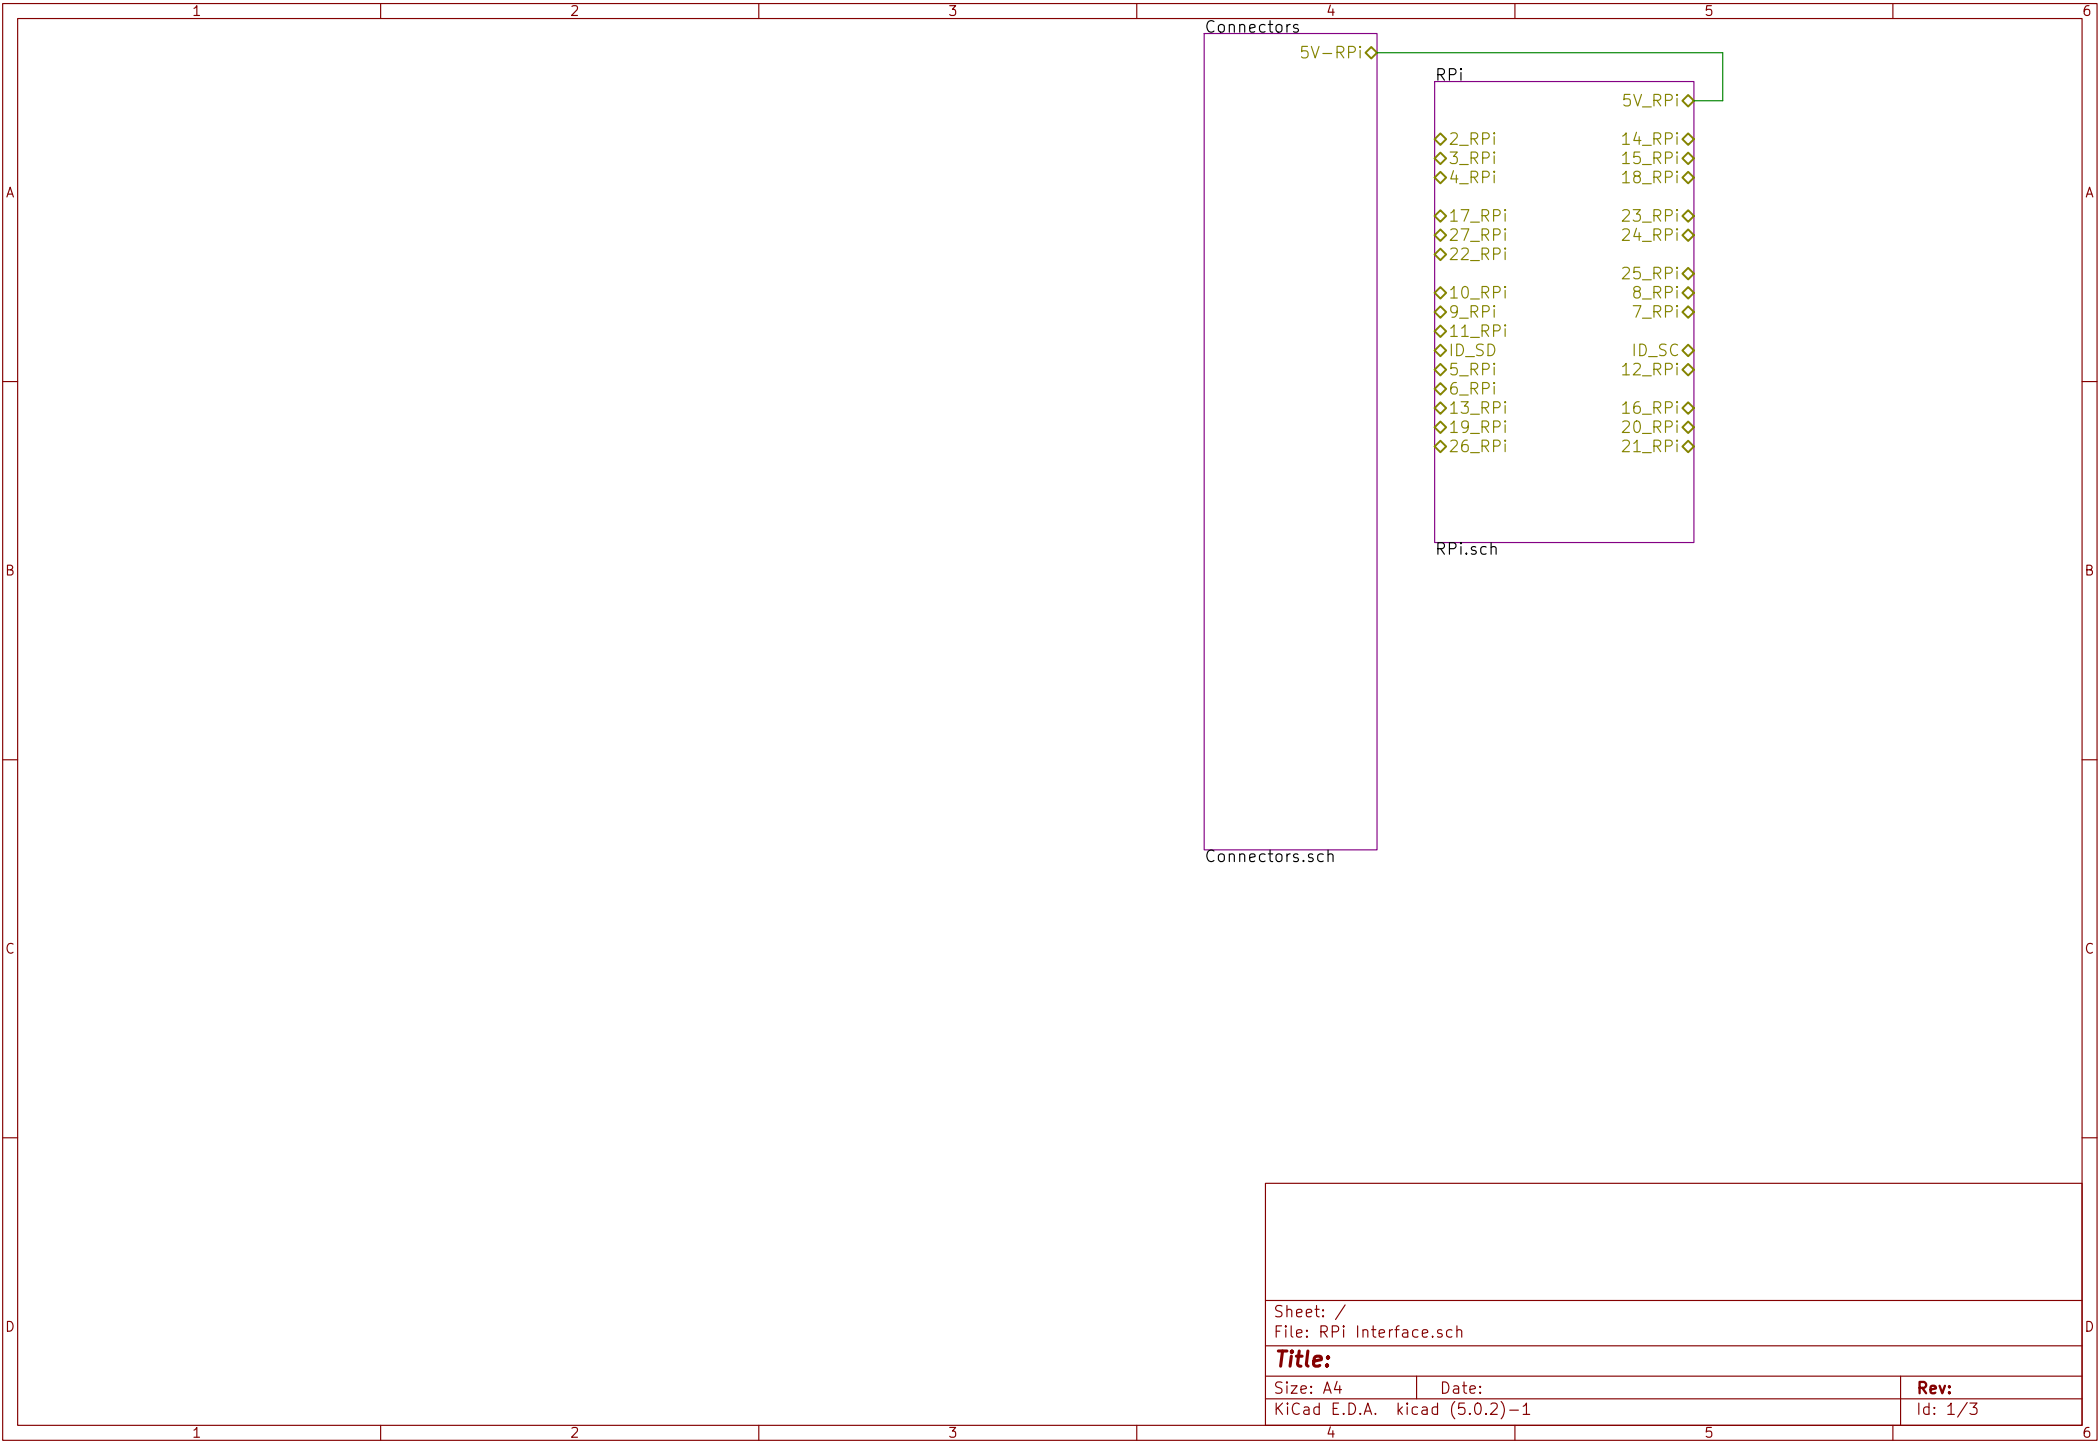 1 2 3 4 5 6
Connectors
5V-RPi
RPi
5V_RPi
2_RPi 14_RPi
3_RPi 15_RPi
4_RPi 18_RPi
A A
17_RPi 23_RPi
27_RPi 24_RPi
22_RPi
25_RPi
10_RPi 8_RPi
9_RPi 7_RPi
11_RPi
ID_SD ID_SC
5_RPi 12_RPi
6_RPi
13_RPi 16_RPi
19_RPi 20_RPi
26_RPi 21_RPi
RPi.sch
B B
Connectors.sch
C C
Sheet: /
D D
File: RPi Interface.sch
Title:
Size: A4 Date: Rev:
KiCad E.D.A. kicad (5.0.2)-1 Id: 1/3
1 2 3 4 5 6